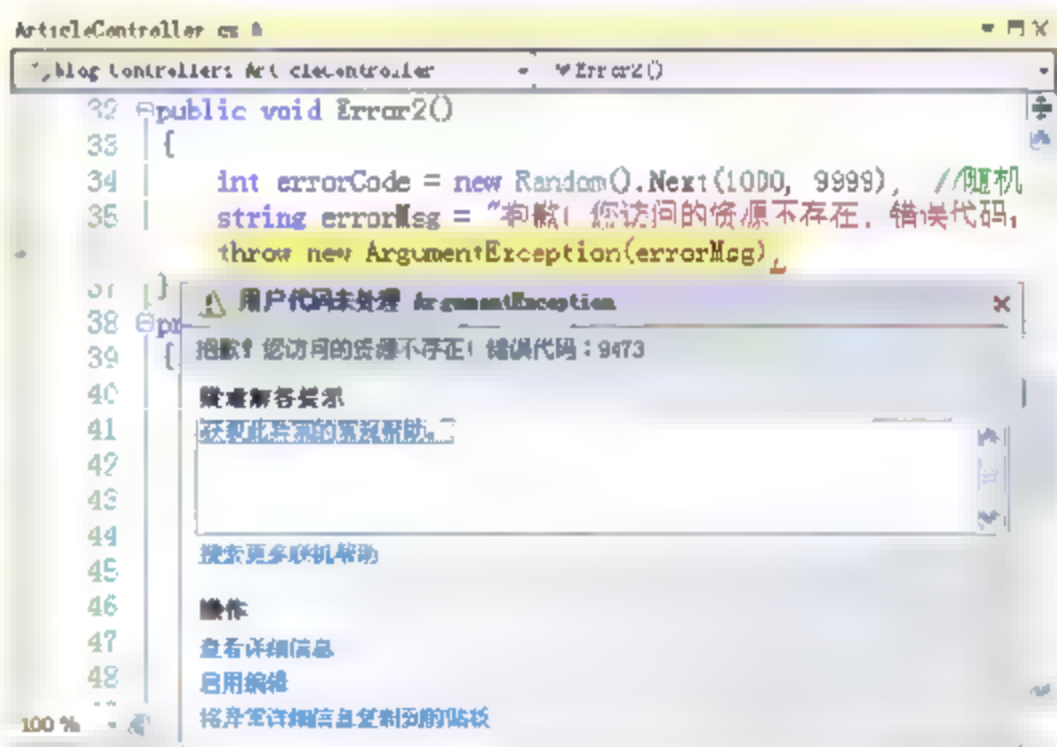 ArticleController.cs
blog.Controllers.ArticleController Error2()
32 public void Error2()
33 {
34 int errorCode = new Random().Next(1000, 9999); //随机
35 string errorMsg = "抱歉！您访问的资源不存在！错误代码：
throw new ArgumentException(errorMsg);
37 }
用户代码未处理 ArgumentException
38 pr
抱歉！您访问的资源不存在！错误代码：9473
39 {
40 疑难解答提示
41 获取此异常的常规帮助。
42
43
44
搜索更多联机帮助
45
46 操作
47 查看详细信息
48 启用编辑
将异常详细信息复制到剪贴板
100 %